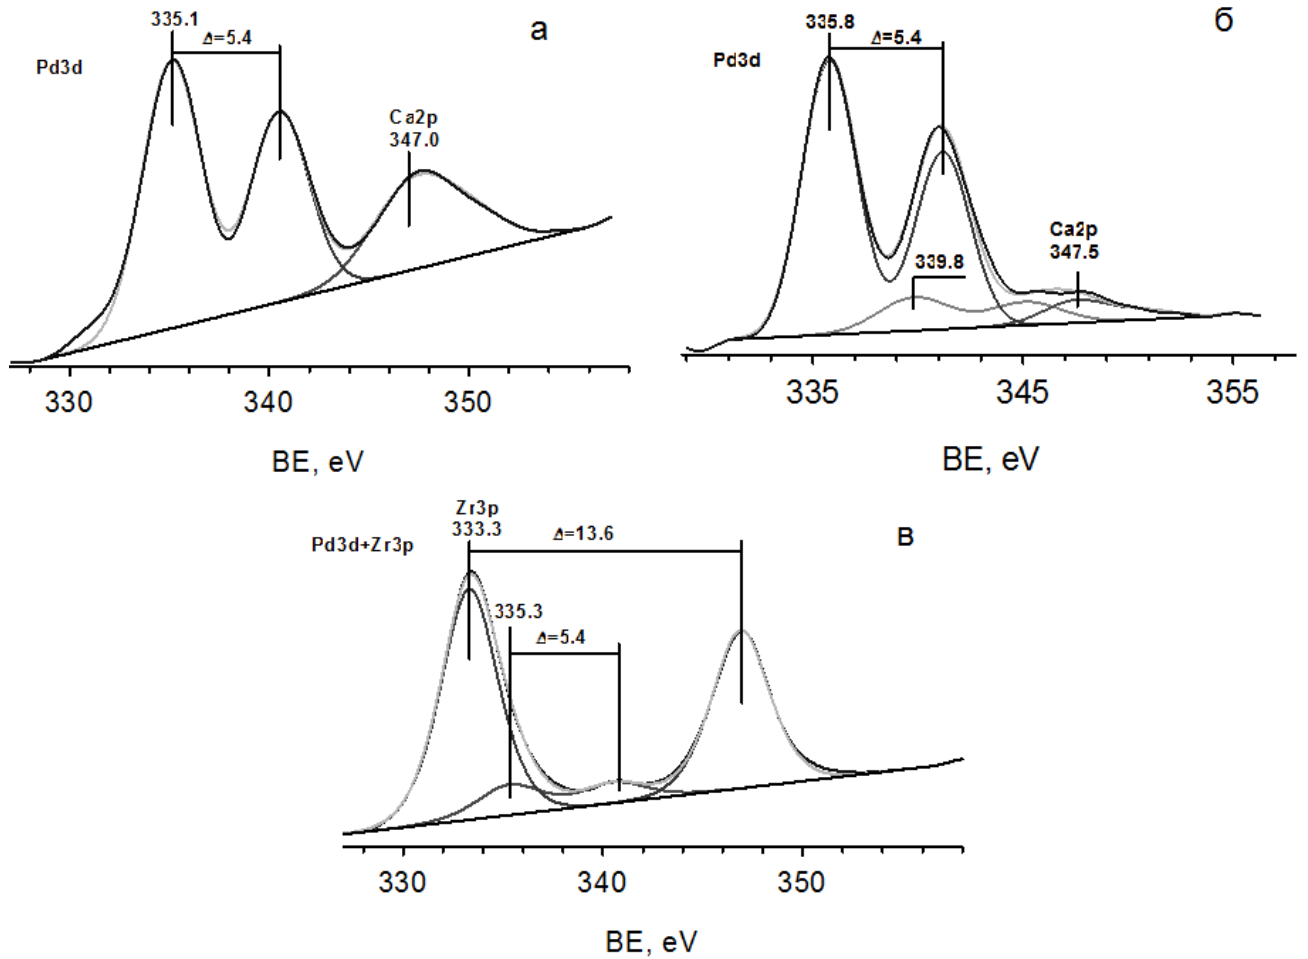 335.1
Δ=5.4
а
Pd3d
Ca2p
347.0
330 340 350
BE, eV
335.8
Δ=5.4
б
Pd3d
339.8
Ca2p
347.5
335 345 355
BE, eV
Zr3p
333.3
Δ=13.6
в
Pd3d+Zr3p
335.3
Δ=5.4
330 340 350
BE, eV